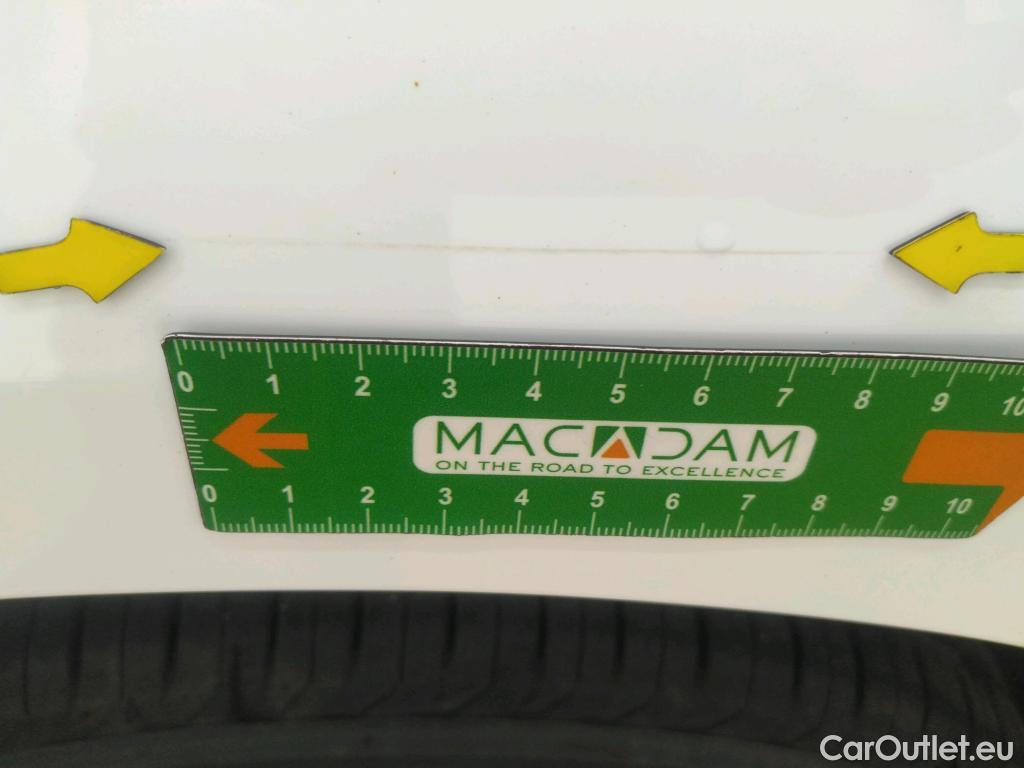 0 1 2 3 4 5 6 7 8 9 10
MACADAM
ON THE ROAD TO EXCELLENCE
0 1 2 3 4 5 6 7 8 9 10
CarOutlet.eu